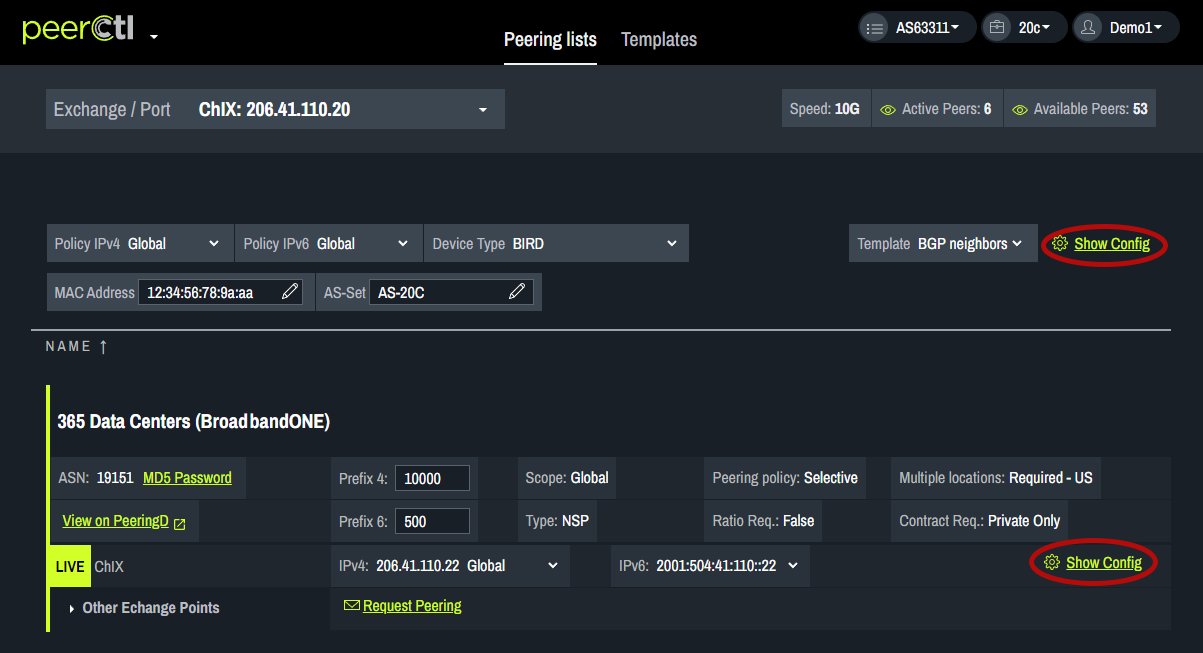 peerCtl
Peering lists Templates AS63311 20c Demo1
Exchange / Port ChIX: 206.41.110.20 Speed: 10G Active Peers: 6 Available Peers: 53
Policy IPv4 Global Policy IPv6 Global Device Type BIRD Template BGP neighbors Show Config
MAC Address 12:34:56:78:9a:aa AS-Set AS-20C
NAME ↑
365 Data Centers (BroadbandONE)
ASN: 19151 MD5 Password Prefix 4: 10000 Scope: Global Peering policy: Selective Multiple locations: Required - US
View on PeeringD Prefix 6: 500 Type: NSP Ratio Req.: False Contract Req.: Private Only
LIVE ChIX IPv4: 206.41.110.22 Global IPv6: 2001:504:41:110::22 Show Config
Other Echange Points Request Peering